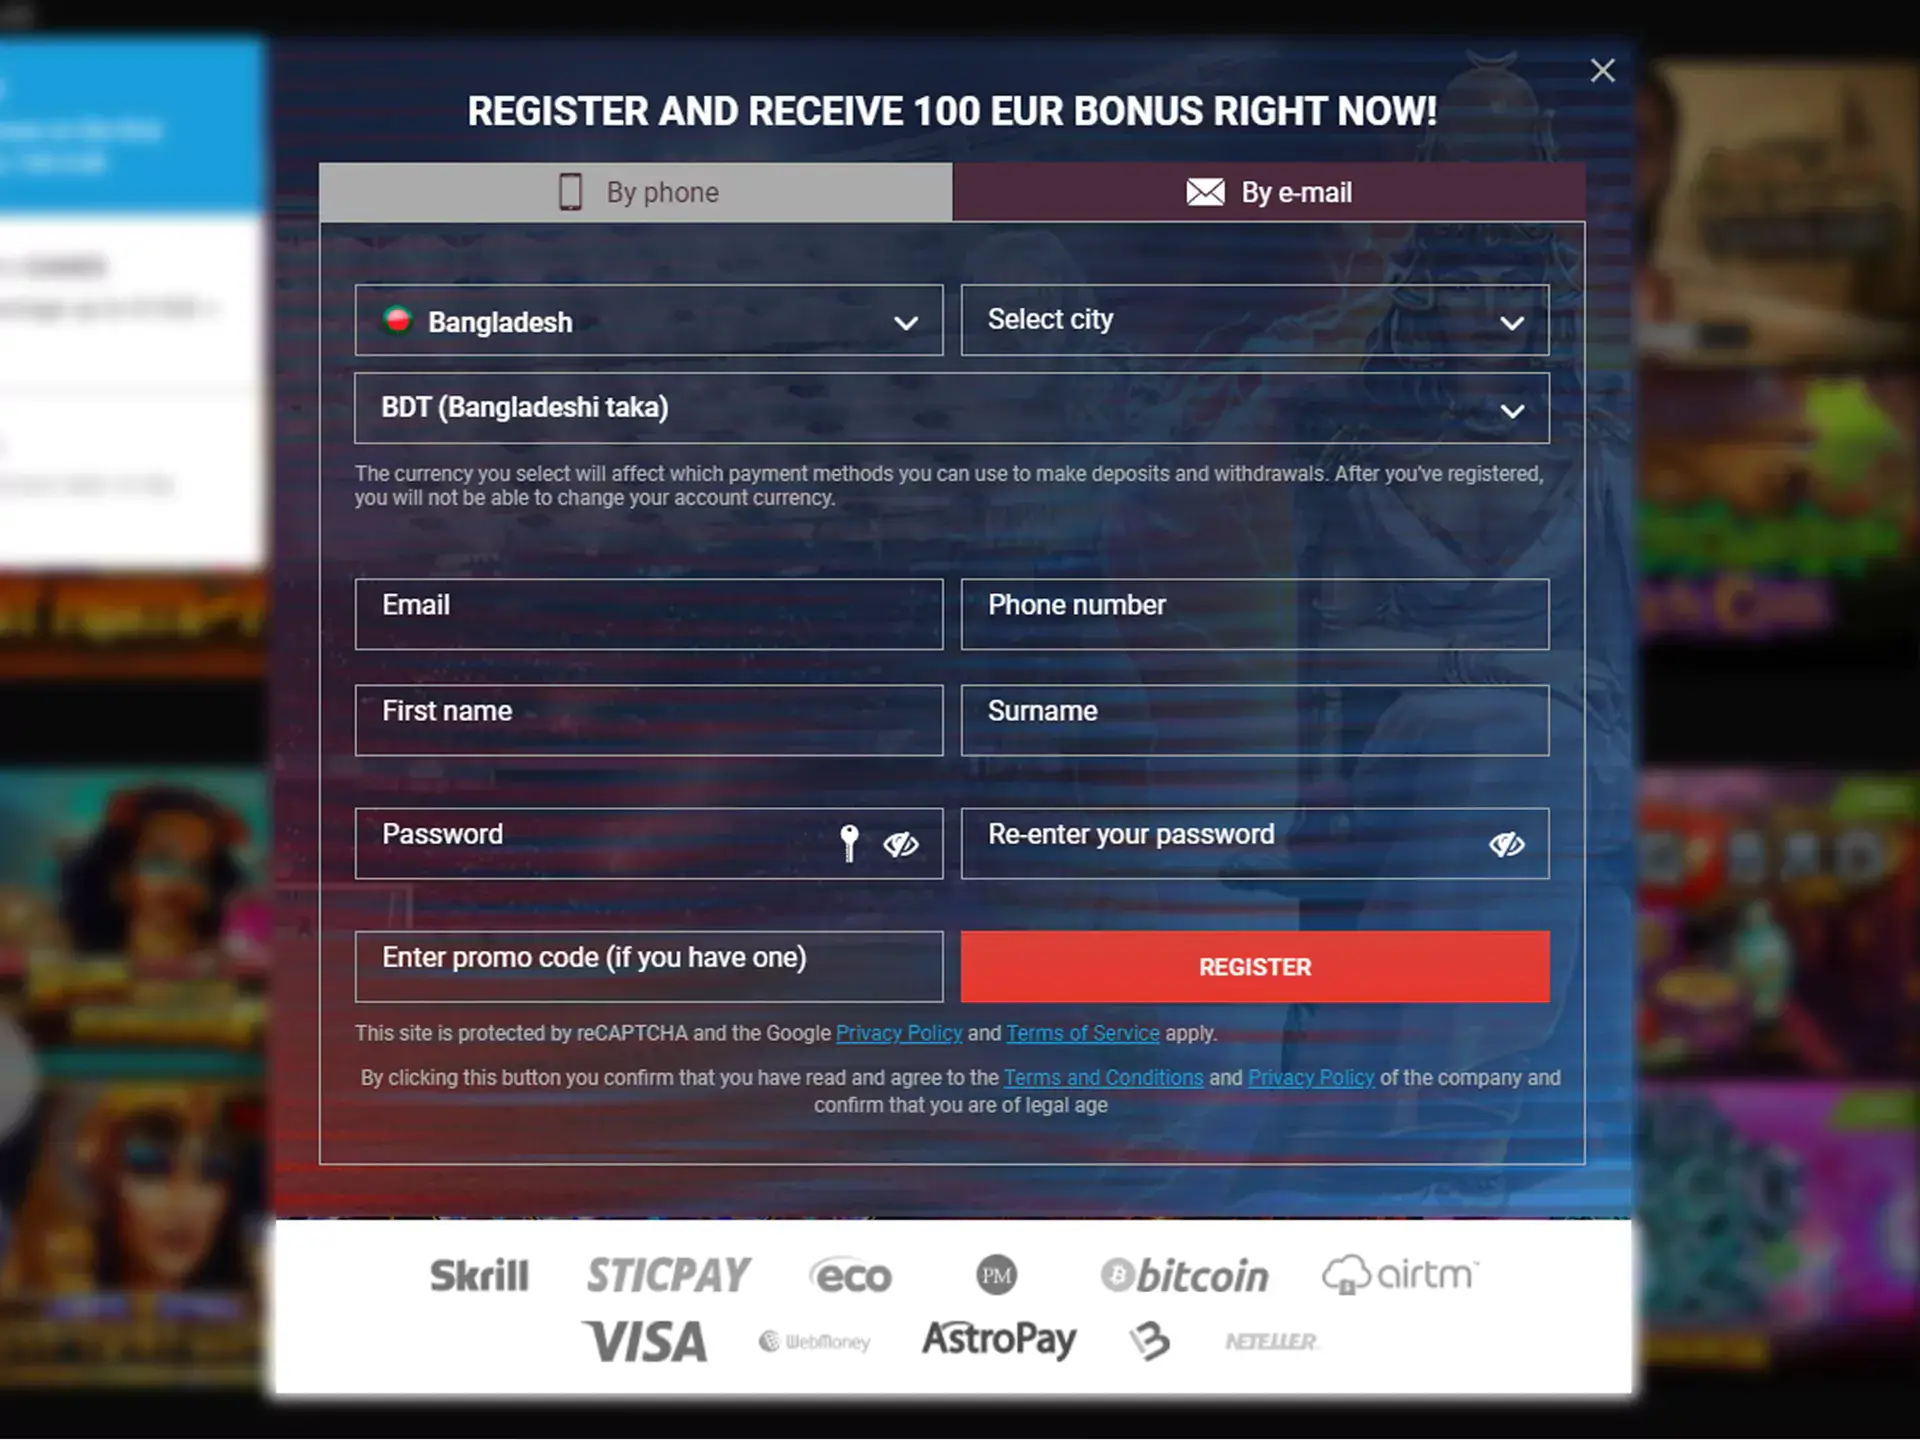 REGISTER AND RECEIVE 100 EUR BONUS RIGHT NOW!
By phone
By e-mail
Bangladesh
Select city
BDT (Bangladeshi taka)
The currency you select will affect which payment methods you can use to make deposits and withdrawals. After you've registered,
you will not be able to change your account currency.
Email
Phone number
First name
Surname
Password
Re-enter your password
Enter promo code (if you have one)
REGISTER
This site is protected by reCAPTCHA and the Google Privacy Policy and Terms of Service apply.
By clicking this button you confirm that you have read and agree to the Terms and Conditions and Privacy Policy of the company and
confirm that you are of legal age
Skrill STICPAY eco PM bitcoin airtm
VISA WebMoney AstroPay B NETELLER